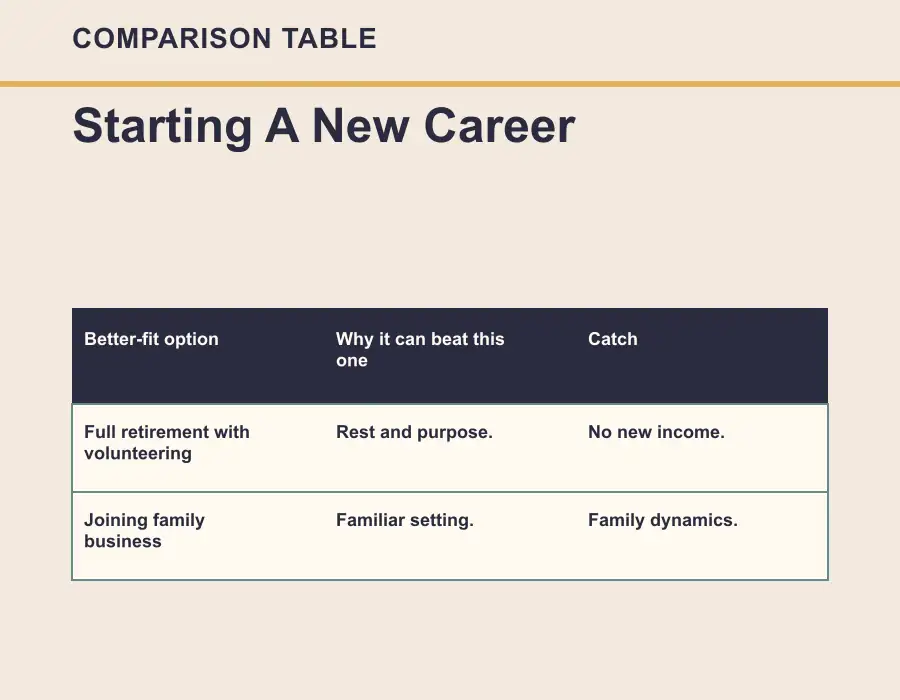 COMPARISON TABLE
Starting A New Career
Better-fit option
Why it can beat this
one
Catch
Full retirement with
volunteering
Rest and purpose.
No new income.
Joining family
business
Familiar setting.
Family dynamics.